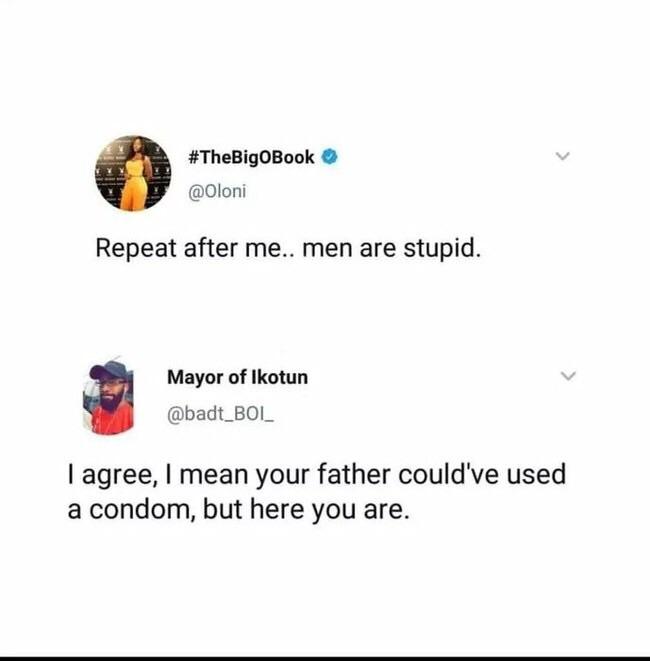 #TheBigOBook
@Oloni
Repeat after me.. men are stupid.
Mayor of Ikotun
@badt_BOI_
I agree, I mean your father could've used
a condom, but here you are.